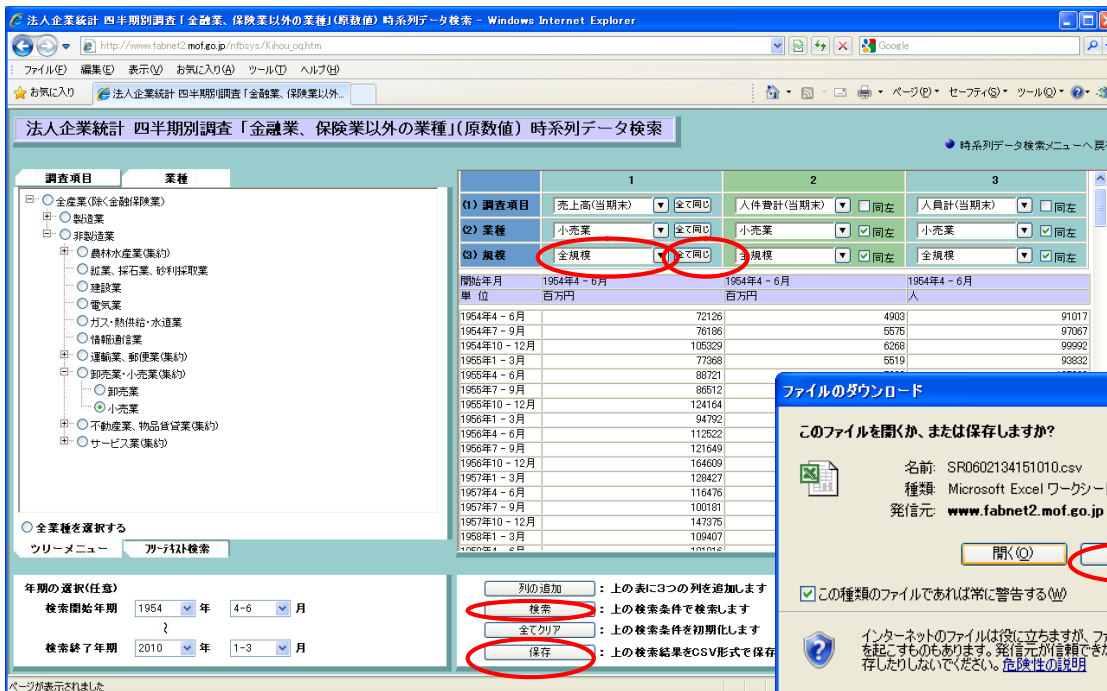 法人企業統計 四半期別調査「金融業、保険業以外の業種」(原数値) 時系列データ検索 - Windows Internet Explorer
http://www.fabnet2.mof.go.jp/nfbsys/Kihou_oq.htm
Google
ファイル(F) 編集(E) 表示(V) お気に入り(A) ツール(T) ヘルプ(H)
お気に入り 法人企業統計 四半期別調査「金融業、保険業以外...
ページ(P) セーフティ(S) ツール(O)
法人企業統計 四半期別調査「金融業、保険業以外の業種」(原数値) 時系列データ検索
時系列データ検索メニューへ戻
調査項目 業種
全産業(除く金融保険業)
製造業
非製造業
農林水産業(集約)
鉱業、採石業、砂利採取業
建設業
電気業
ガス・熱供給・水道業
情報通信業
運輸業、郵便業(集約)
卸売業・小売業(集約)
卸売業
小売業
不動産業、物品賃貸業(集約)
サービス業(集約)
全業種を選択する
ツリーメニュー フリーテキスト検索
1 2 3
(1) 調査項目 売上高(当期末) 全て同じ 人件費計(当期末) 同左 人員計(当期末) 同左
(2) 業種 小売業 全て同じ 小売業 同左 小売業 同左
(3) 規模 全規模 全て同じ 全規模 同左 全規模 同左
開始年月 1954年4-6月 1954年4-6月 1954年4-6月
単 位 百万円 百万円 人
1954年4-6月 72126 4903 91017
1954年7-9月 76186 5575 97067
1954年10-12月 105329 6268 99992
1955年1-3月 77368 5519 93832
1955年4-6月 88721
1955年7-9月 86512
1955年10-12月 124164
1956年1-3月 94792
1956年4-6月 112522
1956年7-9月 121649
1956年10-12月 164609
1957年1-3月 128427
1957年4-6月 116476
1957年7-9月 100181
1957年10-12月 147375
1958年1-3月 109407
年期の選択(任意)
検索開始年期 1954 年 4-6 月
~
検索終了年期 2010 年 1-3 月
列の追加 : 上の表に3つの列を追加します
検索 : 上の検索条件で検索します
全てクリア : 上の検索条件を初期化します
保存 : 上の検索結果をCSV形式で保存
ファイルのダウンロード
このファイルを開くか、または保存しますか?
名前: SR0602134151010.csv
種類: Microsoft Excel ワークシー
発信元: www.fabnet2.mof.go.jp
開く(O)
この種類のファイルであれば常に警告する(W)
インターネットのファイルは役に立ちますが、フ
を起こすものもあります。発信元が信頼でき
存したりしないでください。危険性の説明
ページが表示されました